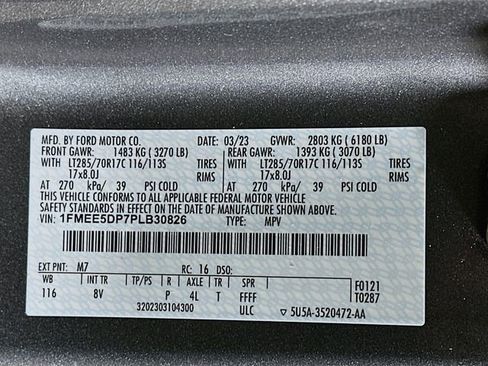 MFD. BY FORD MOTOR CO. DATE: 03/23 GVWR: 2803 KG ( 6180 LB)
FRONT GAWR: 1483 KG ( 3270 LB) REAR GAWR: 1393 KG ( 3070 LB)
WITH LT285/70R17C 116/113S TIRES WITH LT285/70R17C 116/113S TIRES
17x8.0J RIMS 17x8.0J RIMS
AT 270 kPa/ 39 PSI COLD AT 270 kPa/ 39 PSI COLD
THIS VEHICLE CONFORMS TO ALL APPLICABLE FEDERAL MOTOR VEHICLE
SAFETY STANDARDS IN EFFECT ON THE DATE OF MANUFACTURE SHOWN ABOVE.
VIN: 1FMEE5DP7PLB30826 TYPE: MPV
EXT PNT: M7 RC: 16 DSO:
WB INT TR TP/PS R AXLE TR SPR F0121
116 8V P 4L T FFFF T0287
3202303104300 ULC 5U5A-3520472-AA